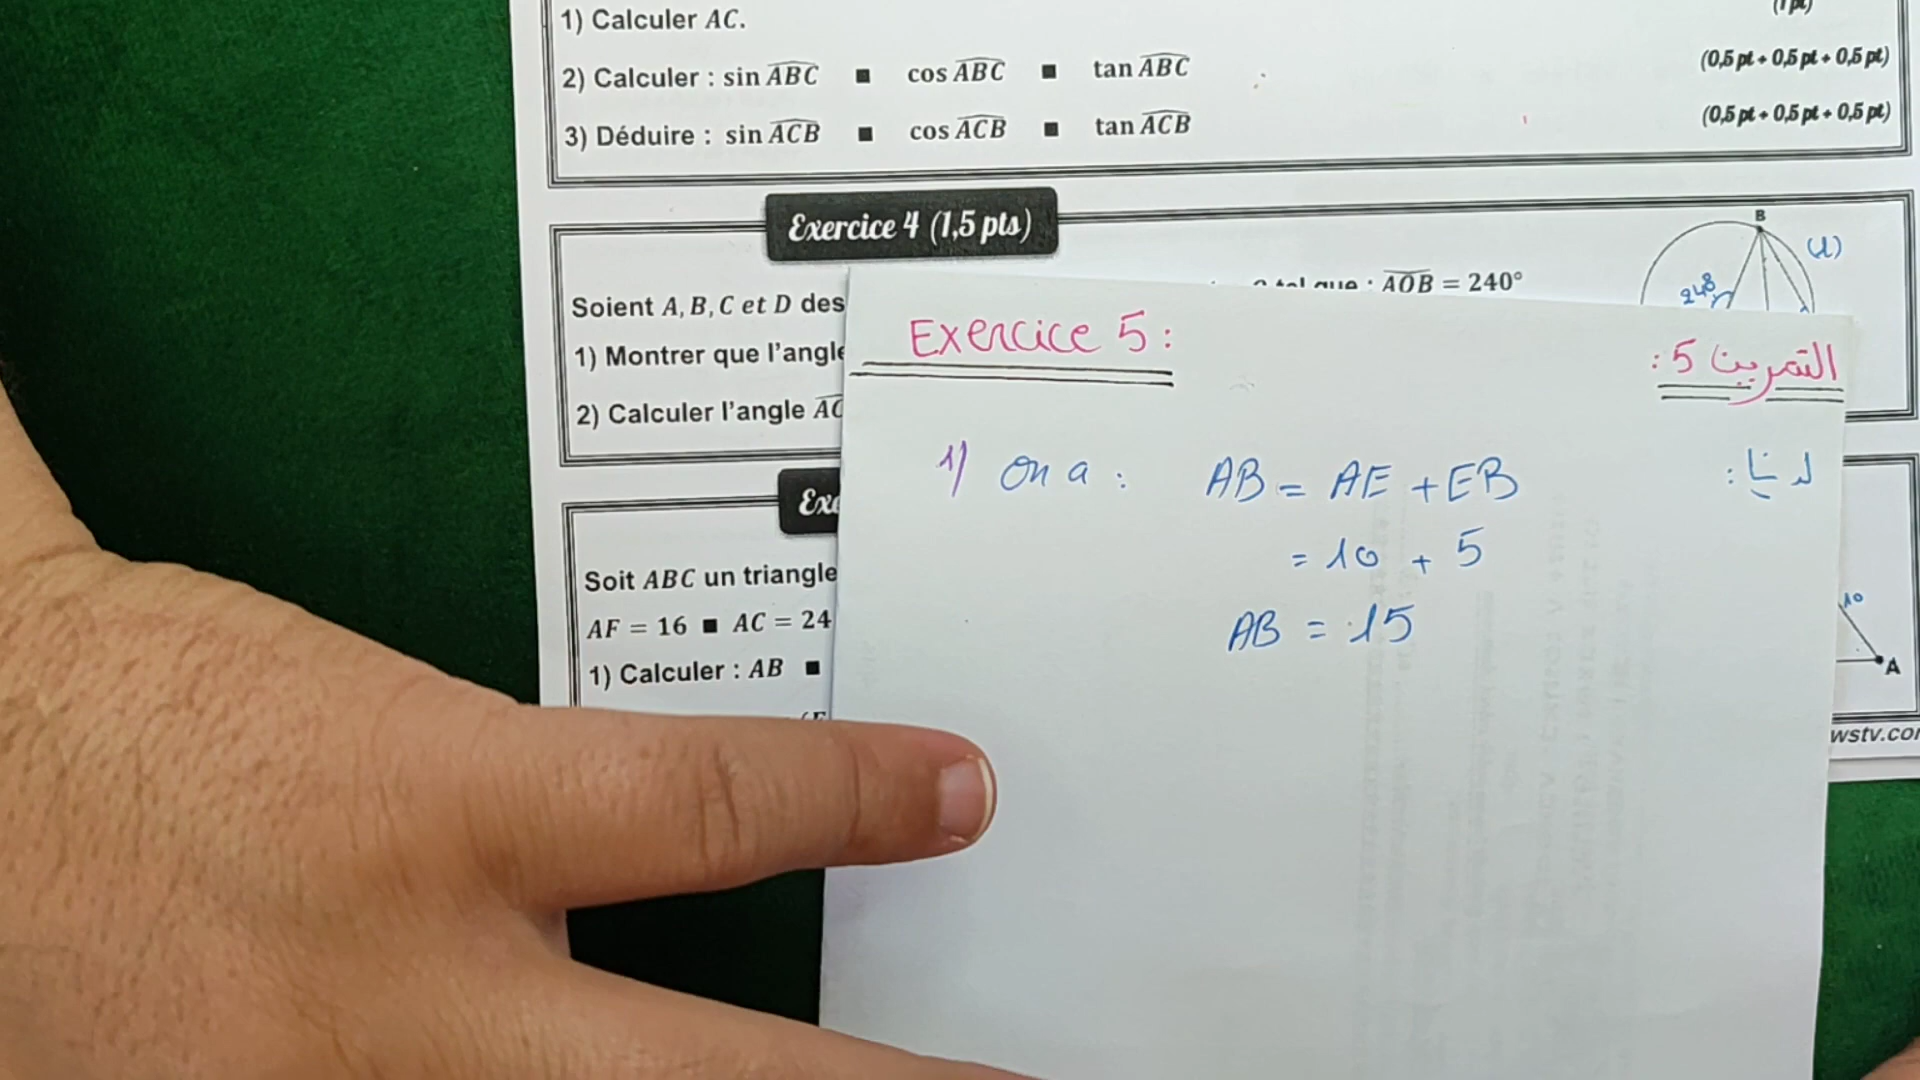 1) Calculer AC.
2) Calculer : sin ABC ■ cos ABC ■ tan ABC (0,5 pt + 0,5 pt + 0,5 pt)
3) Déduire : sin ACB ■ cos ACB ■ tan ACB (0,5 pt + 0,5 pt + 0,5 pt)
Exercice 4 (1,5 pts)
B
(1)
Soient A, B, C et D des
tel que : AOB = 240°
1) Montrer que l'angle
2) Calculer l'angle
Exercice 5 :
التمرين 5 :
1) On a : AB = AE + EB لدينا :
= 10 + 5
AB = 15
Soit ABC un triangle
AF = 16 ■ AC = 24
1) Calculer : AB ■
10
A